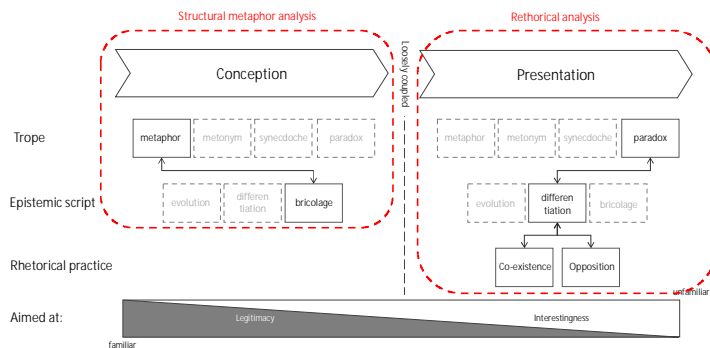 Structural metaphor analysis
Rethorical analysis
Conception
Loosely coupled
Presentation
Trope
metaphor
metonym
synecdoche
paradox
metaphor
metonym
synecdoche
paradox
Epistemic script
evolution
differen
tiation
bricolage
evolution
differen
tiation
bricolage
Rhetorical practice
Co-existence
Opposition
unfamiliar
Aimed at:
Legitimacy
Interestingness
familiar